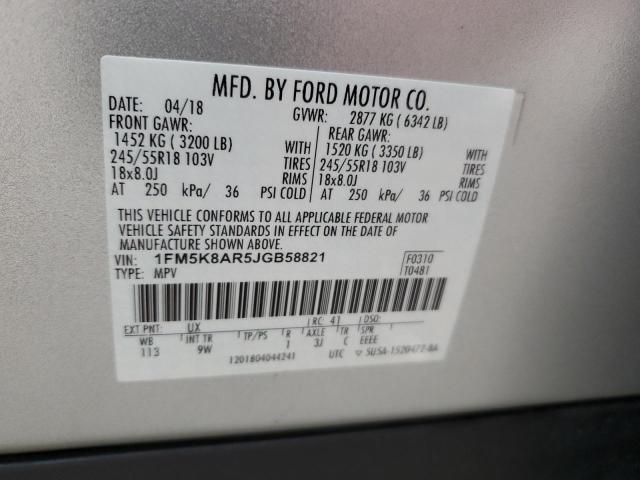 MFD. BY FORD MOTOR CO.
DATE: 04/18 GVWR: 2877 KG ( 6342 LB)
FRONT GAWR: REAR GAWR:
1452 KG ( 3200 LB) WITH 1520 KG ( 3350 LB) WITH
245/55R18 103V TIRES 245/55R18 103V TIRES
18x8.0J RIMS 18x8.0J RIMS
AT 250 kPa/ 36 PSI COLD AT 250 kPa/ 36 PSI COLD
THIS VEHICLE CONFORMS TO ALL APPLICABLE FEDERAL MOTOR
VEHICLE SAFETY STANDARDS IN EFFECT ON THE DATE OF
MANUFACTURE SHOWN ABOVE.
VIN: 1FM5K8AR5JGB58821 F0310
TYPE: MPV T0481
EXT PNT: UX RC: 41 DSO:
WB INT TR TP/PS R AXLE TR SPR
113 9W 1 3J C EEEE
1201804044241 UTC 5U5A-1520472-BA